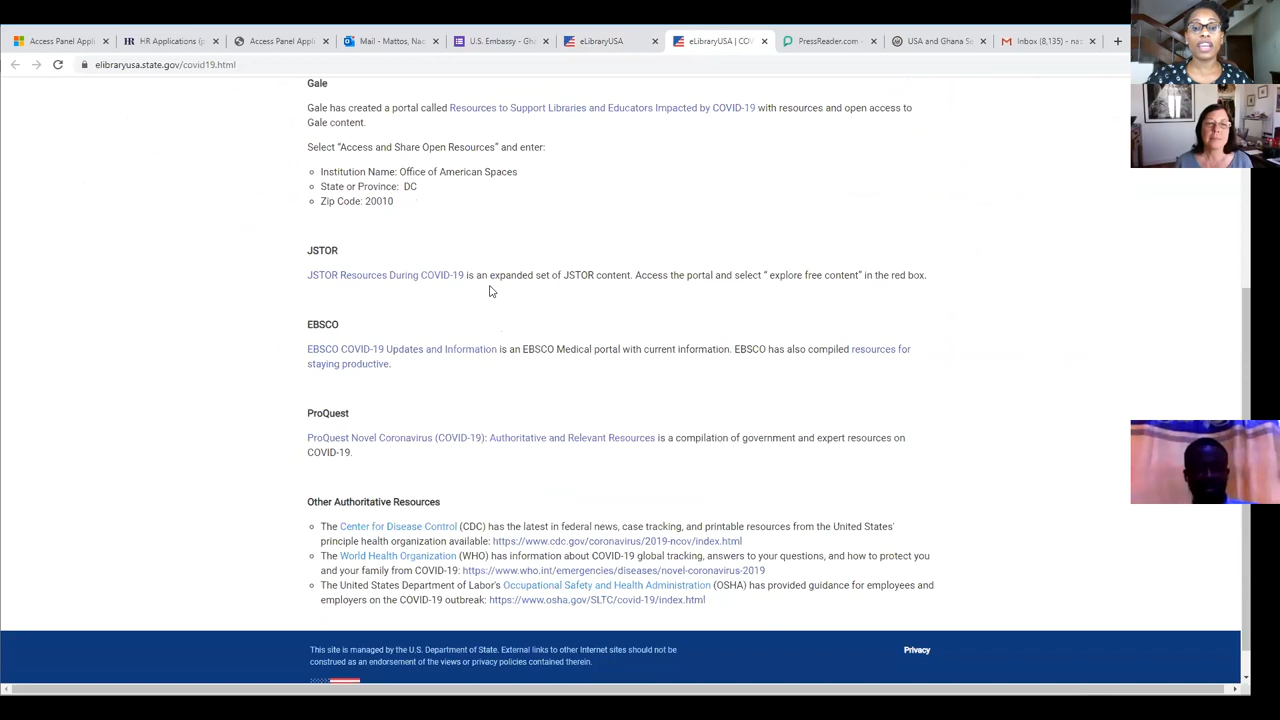 Access Panel Appli
HR Applications (p
Access Panel Appl
Mail - Mattos, Nac
U.S. Embassy - Gh
eLibraryUSA
eLibraryUSA | COV
PressReader.com -
USA and Ghana Se
Inbox (8,135) - na
elibraryusa.state.gov/covid19.html
Gale
Gale has created a portal called Resources to Support Libraries and Educators Impacted by COVID-19 with resources and open access to
Gale content.
Select “Access and Share Open Resources” and enter:
Institution Name: Office of American Spaces
State or Province: DC
Zip Code: 20010
JSTOR
JSTOR Resources During COVID-19 is an expanded set of JSTOR content. Access the portal and select “ explore free content” in the red box.
EBSCO
EBSCO COVID-19 Updates and Information is an EBSCO Medical portal with current information. EBSCO has also compiled resources for
staying productive.
ProQuest
ProQuest Novel Coronavirus (COVID-19): Authoritative and Relevant Resources is a compilation of government and expert resources on
COVID-19.
Other Authoritative Resources
The Center for Disease Control (CDC) has the latest in federal news, case tracking, and printable resources from the United States'
principle health organization available: https://www.cdc.gov/coronavirus/2019-ncov/index.html
The World Health Organization (WHO) has information about COVID-19 global tracking, answers to your questions, and how to protect you
and your family from COVID-19: https://www.who.int/emergencies/diseases/novel-coronavirus-2019
The United States Department of Labor's Occupational Safety and Health Administration (OSHA) has provided guidance for employees and
employers on the COVID-19 outbreak: https://www.osha.gov/SLTC/covid-19/index.html
This site is managed by the U.S. Department of State. External links to other Internet sites should not be
construed as an endorsement of the views or privacy policies contained therein.
Privacy